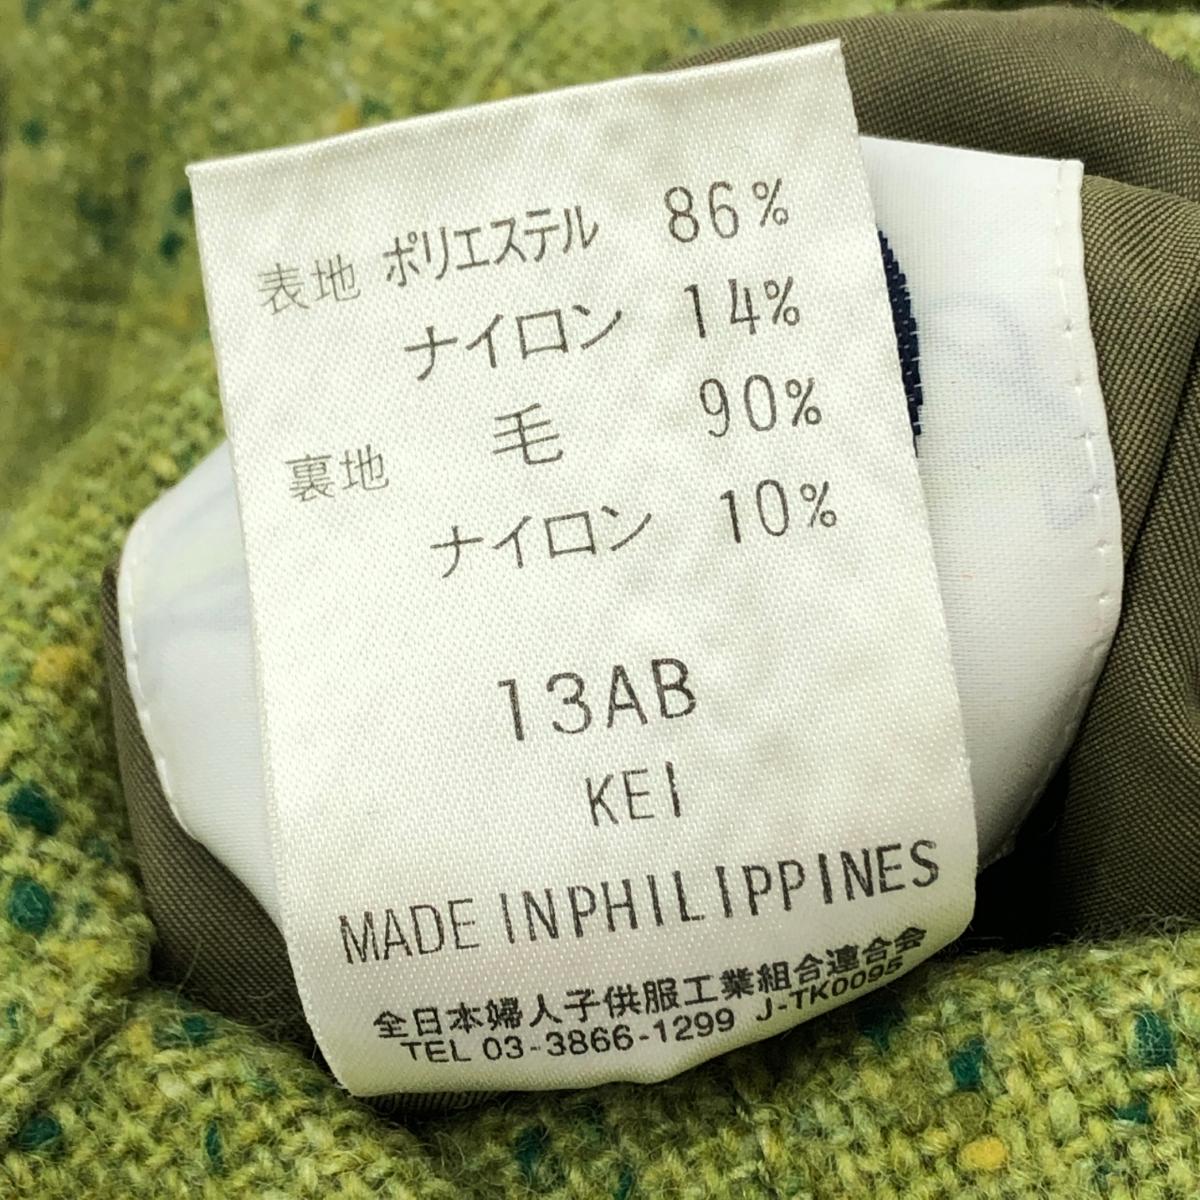 表地 ポリエステル 86%
ナイロン 14%
裏地 毛 90%
ナイロン 10%
13AB
KEI
MADE INPHILIPPINES
全日本婦人子供服工業組合連合会
TEL 03-3866-1299 J-TK0095